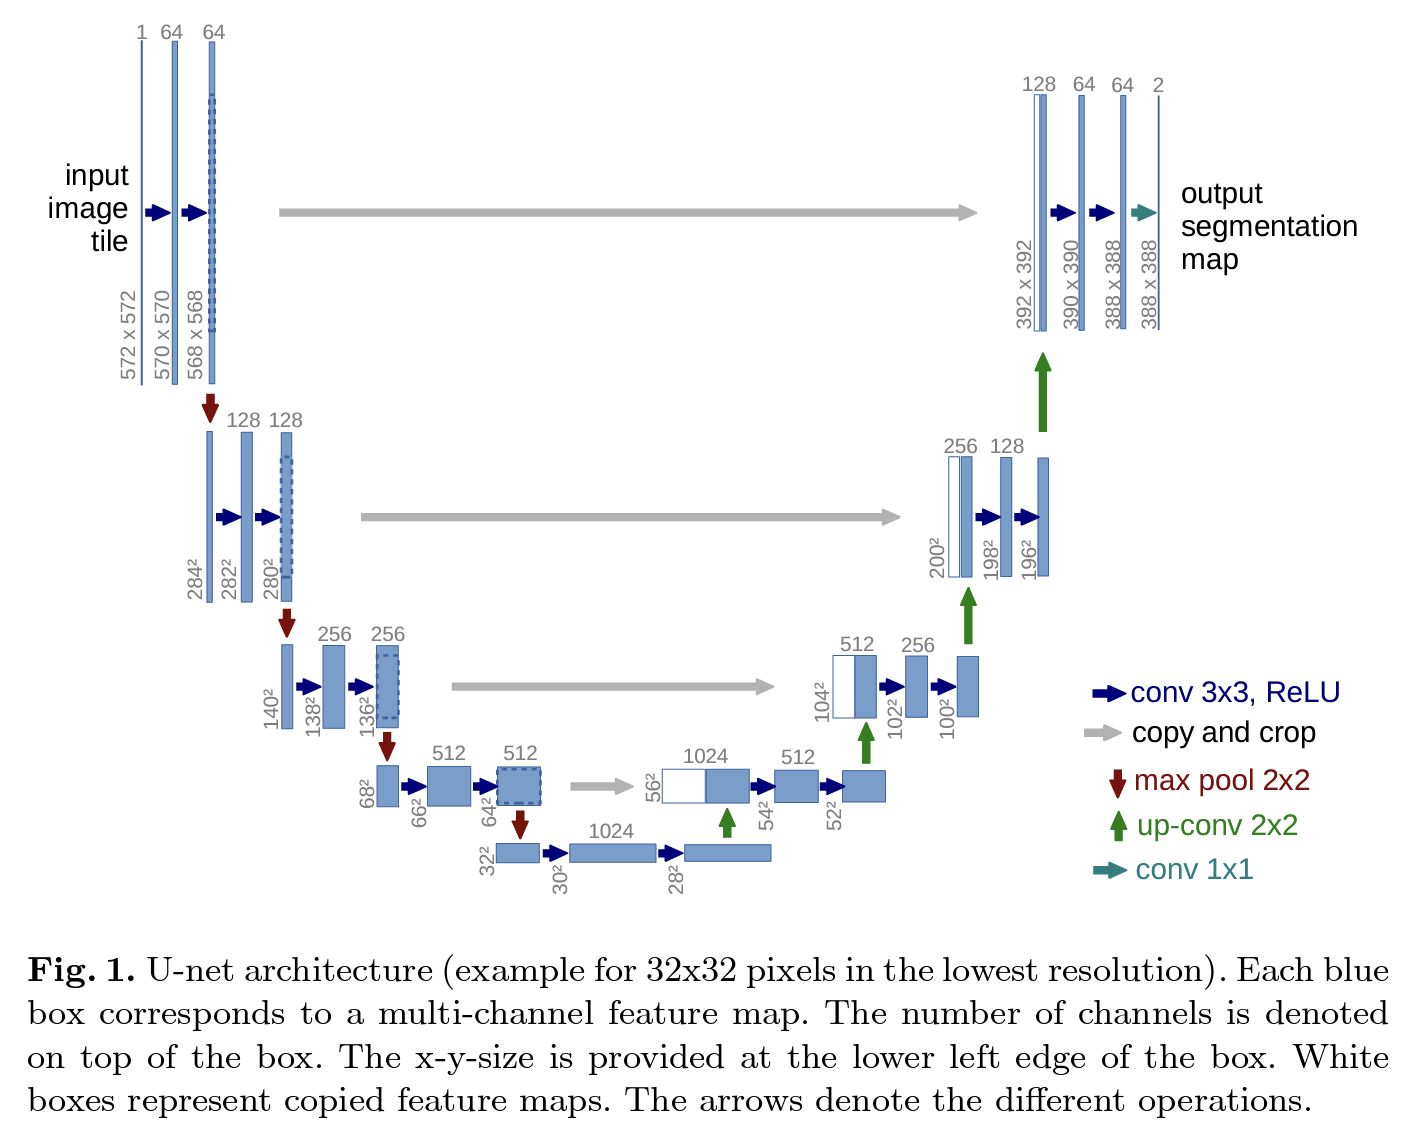 1 64 64
input
image
tile
572 x 572
570 x 570
568 x 568
128 64 64 2
output
segmentation
map
392 x 392
390 x 390
388 x 388
388 x 388
128 128
284²
282²
280²
256 128
200²
198²
196²
256 256
140²
138²
136²
512 256
104²
102²
100²
512 512
68²
66²
64²
1024 512
56²
54²
52²
1024
32²
30²
28²
conv 3x3, ReLU
copy and crop
max pool 2x2
up-conv 2x2
conv 1x1
Fig. 1. U-net architecture (example for 32x32 pixels in the lowest resolution). Each blue
box corresponds to a multi-channel feature map. The number of channels is denoted
on top of the box. The x-y-size is provided at the lower left edge of the box. White
boxes represent copied feature maps. The arrows denote the different operations.